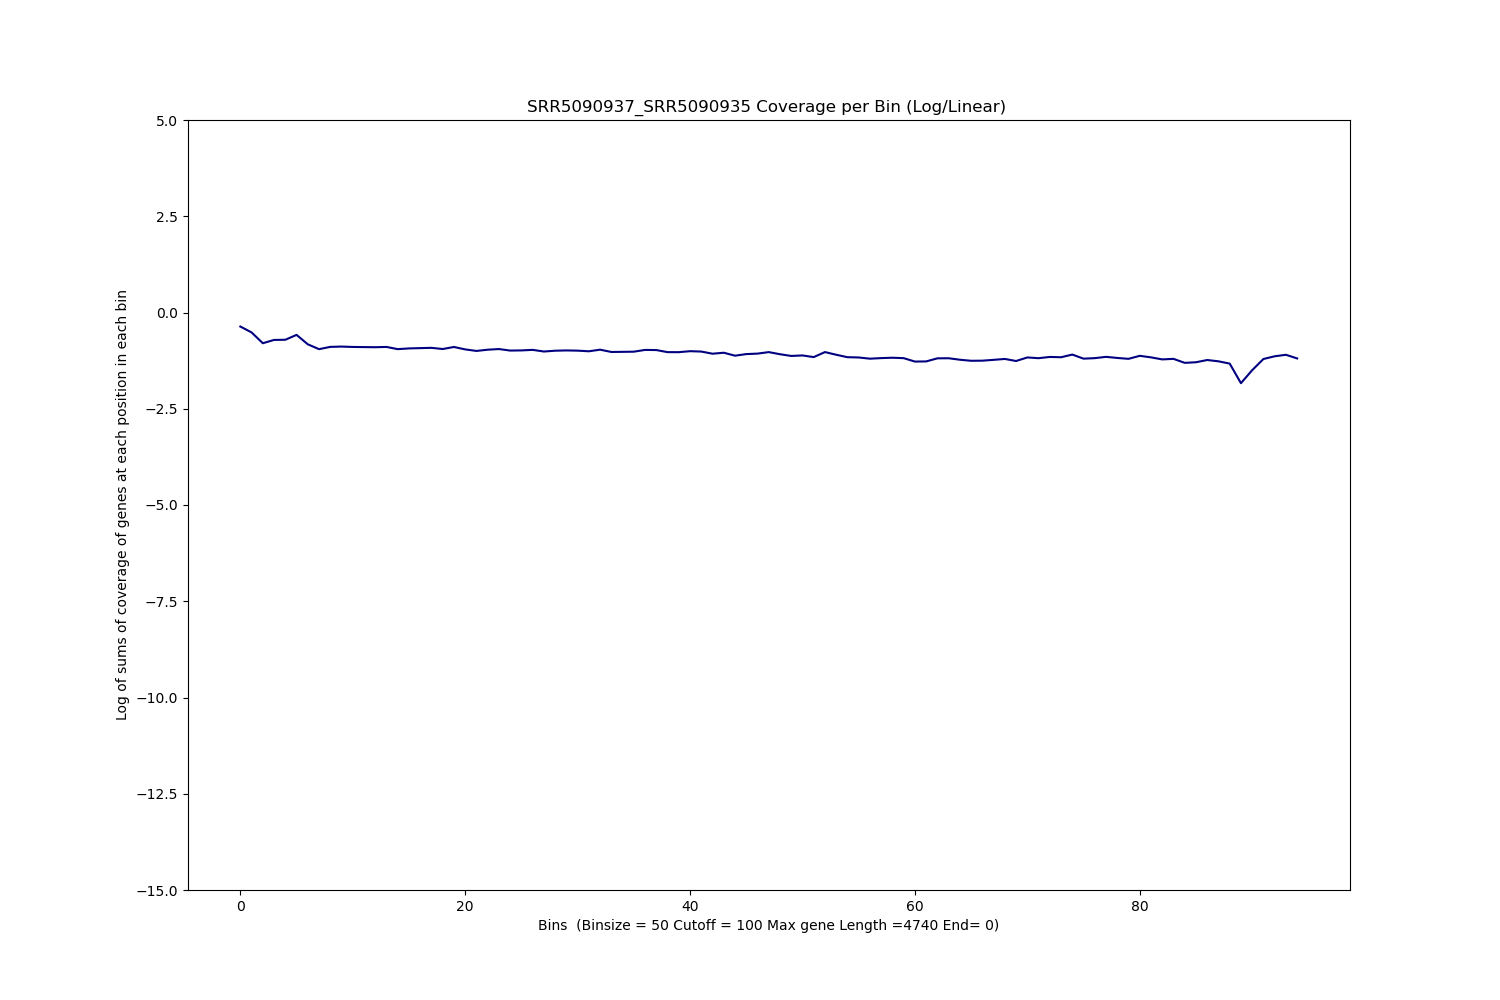 SRR5090937_SRR5090935 Coverage per Bin (Log/Linear)
Log of sums of coverage of genes at each position in each bin
5.0
2.5
0.0
−2.5
−5.0
−7.5
−10.0
−12.5
−15.0
0 20 40 60 80
Bins  (Binsize = 50 Cutoff = 100 Max gene Length =4740 End= 0)